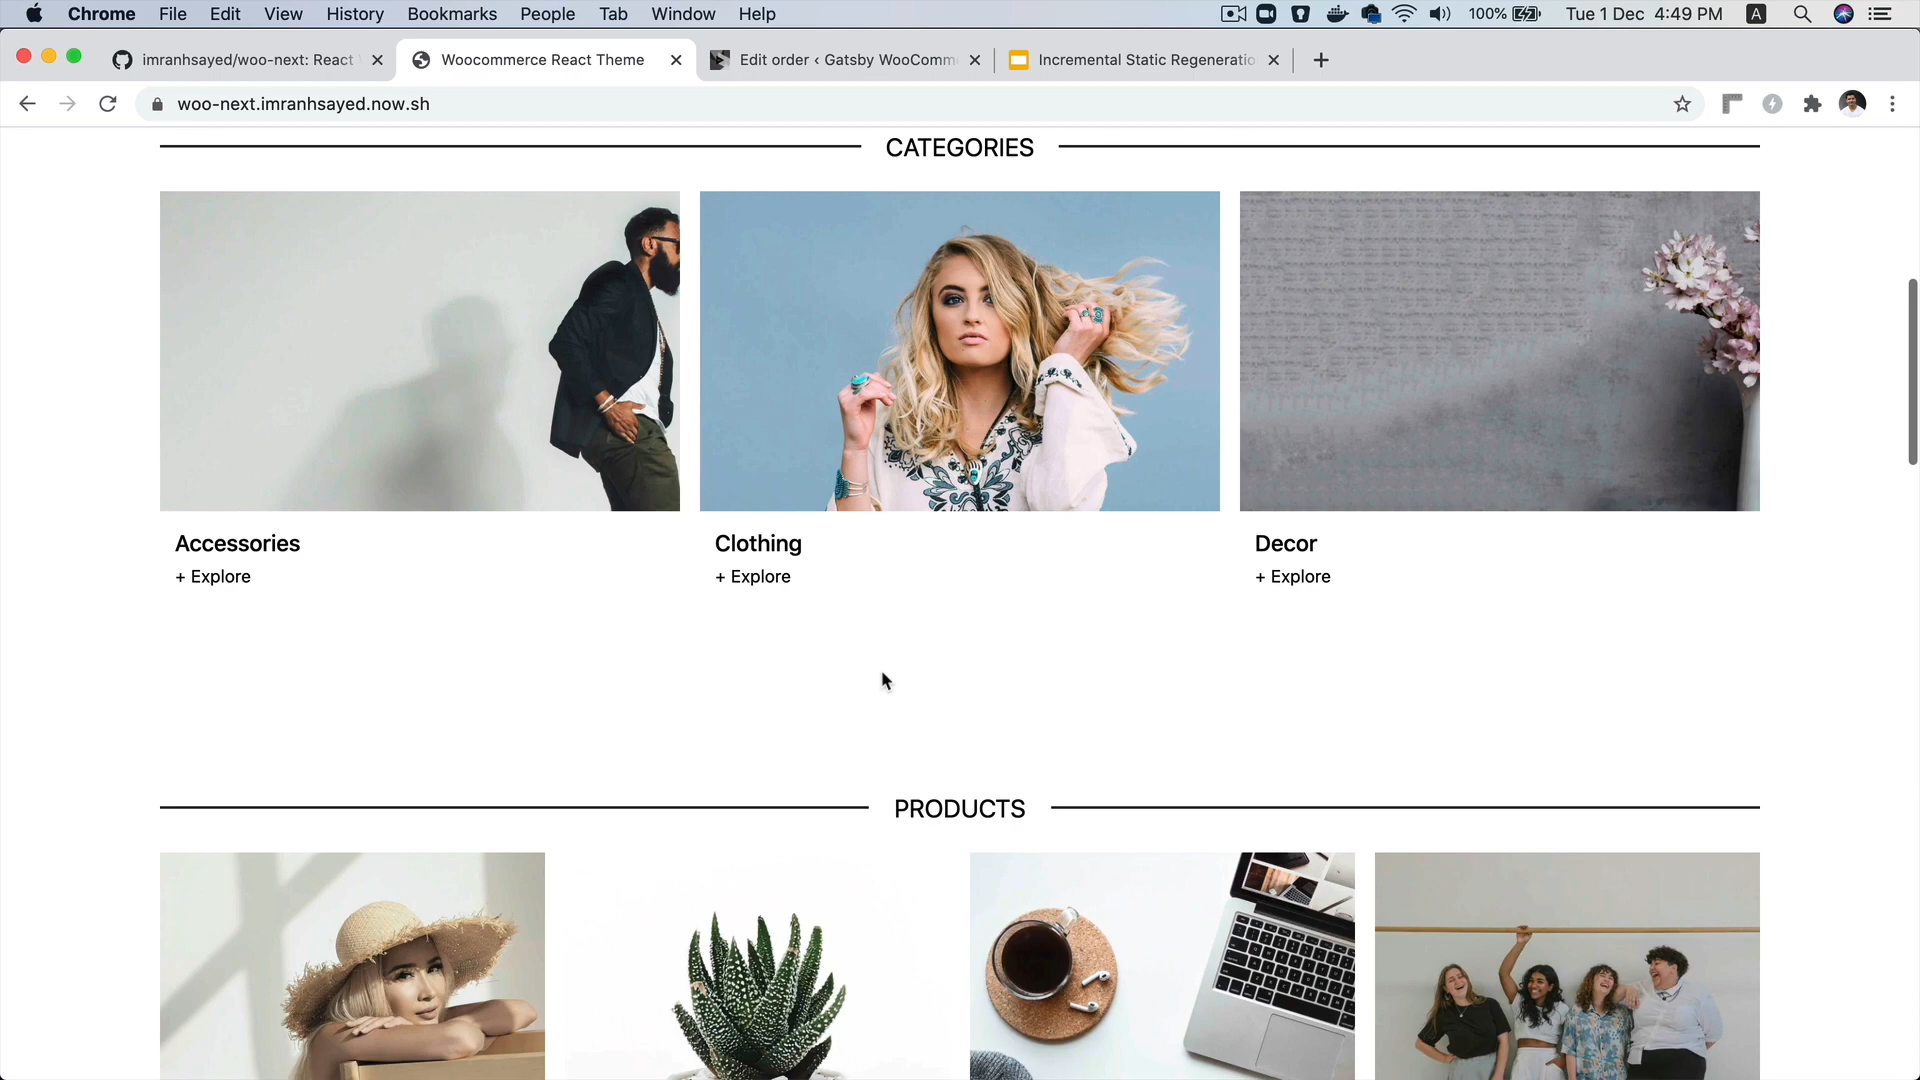 Chrome File Edit View History Bookmarks People Tab Window Help 100% Tue 1 Dec 4:49 PM A
imranhsayed/woo-next: React Woocommerce React Theme Edit order ‹ Gatsby WooComm Incremental Static Regeneratio
woo-next.imranhsayed.now.sh
CATEGORIES
Accessories Clothing Decor
+ Explore + Explore + Explore
PRODUCTS